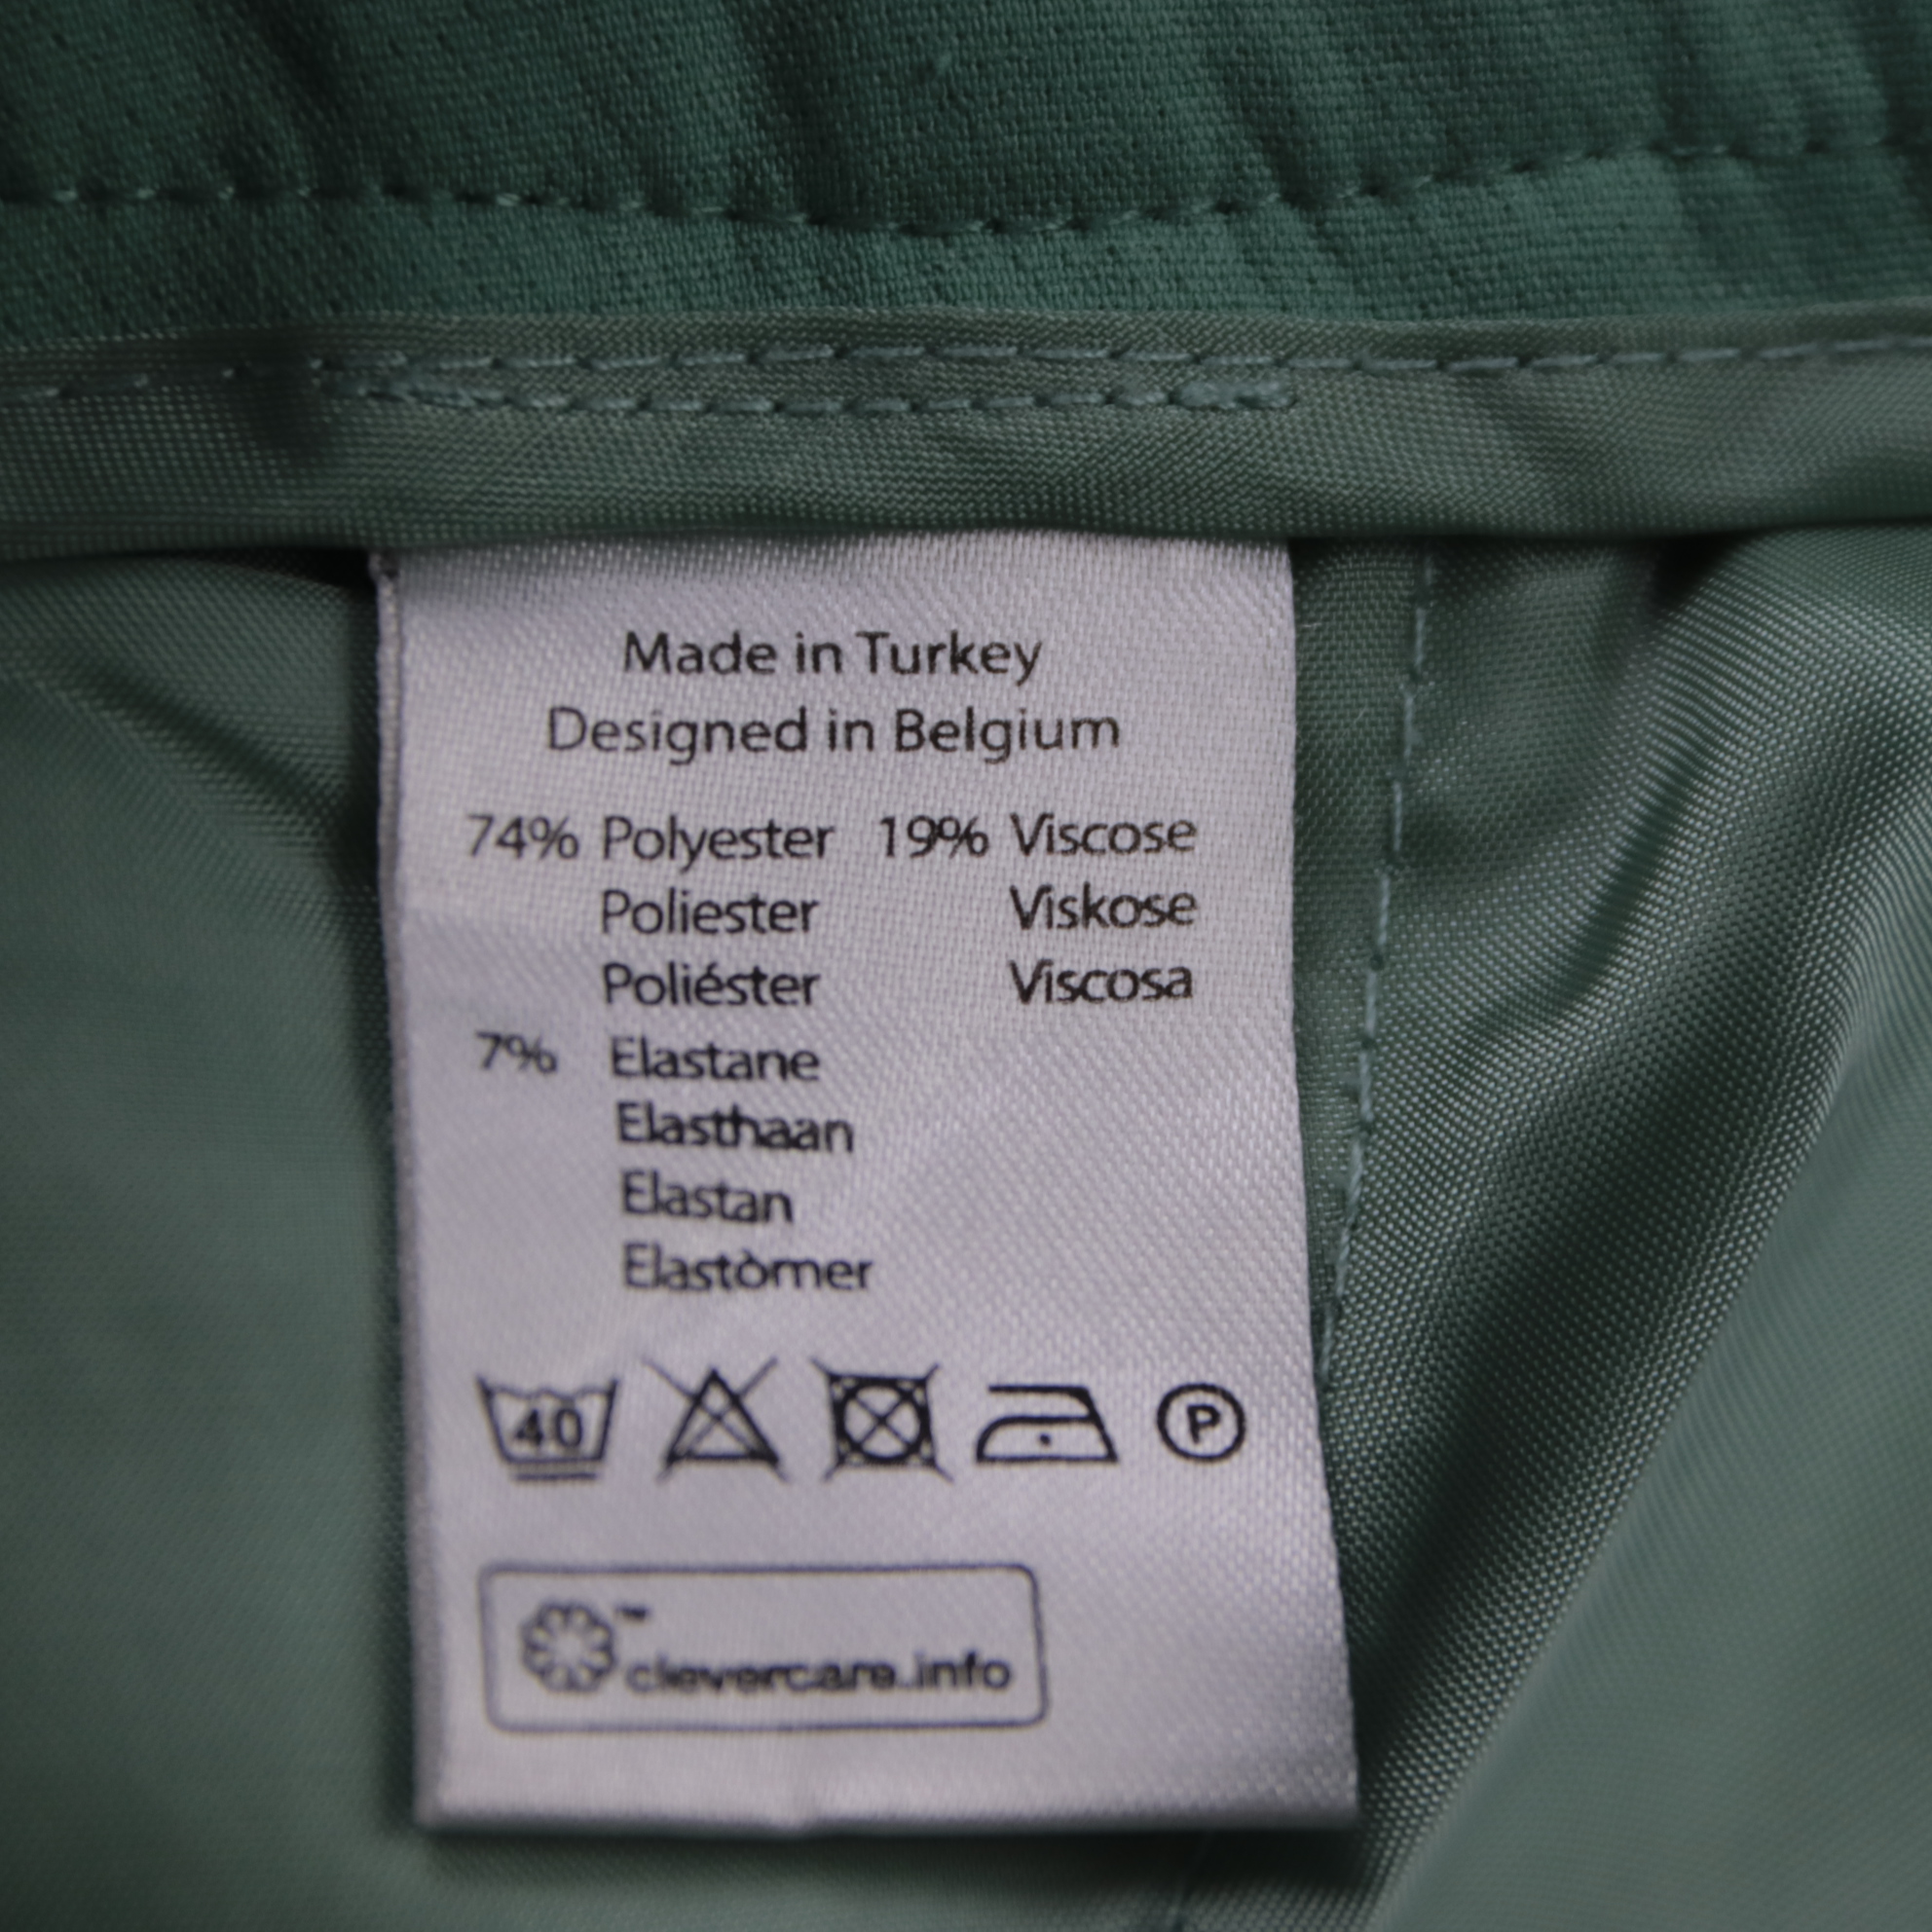 Made in Turkey
Designed in Belgium
74% Polyester 19% Viscose
Poliester Viskose
Poliéster Viscosa
7% Elastane
Elasthaan
Elastan
Elastòmer
40 P
™
clevercare.info